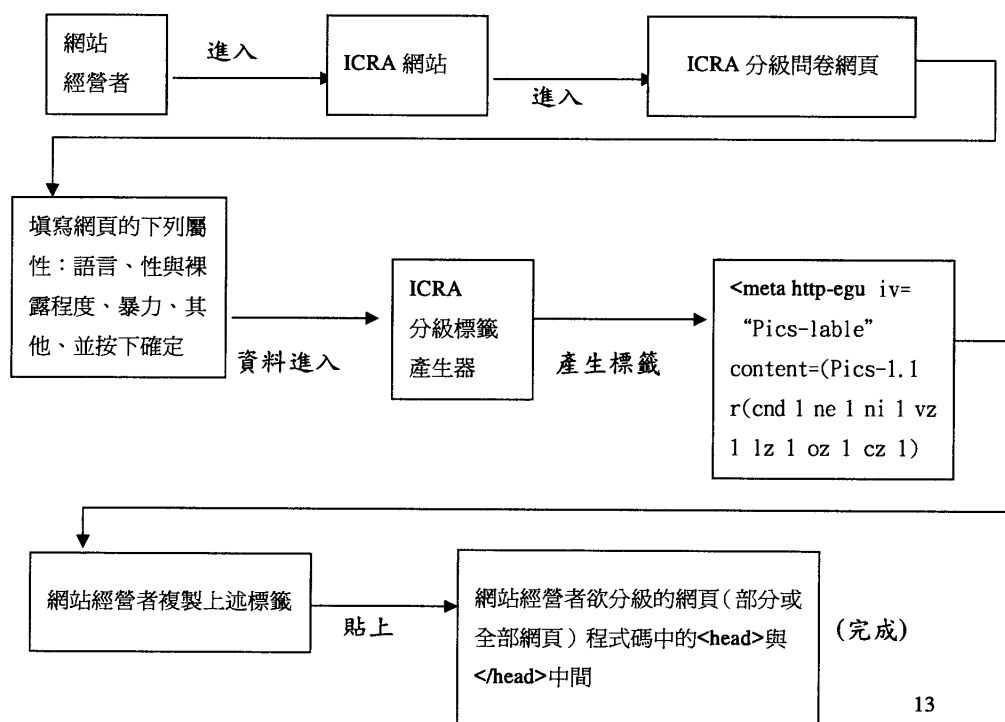 網站
經營者
進入
ICRA 網站
進入
ICRA 分級問卷網頁
填寫網頁的下列屬
性：語言、性與裸
露程度、暴力、其
他、並按下確定
資料進入
ICRA
分級標籤
產生器
產生標籤
<meta http-egu iv=
“Pics-lable”
content=(Pics-1.1
r(cnd 1 ne 1 ni 1 vz
1 lz 1 oz 1 cz 1)
網站經營者複製上述標籤
貼上
網站經營者欲分級的網頁（部分或
全部網頁）程式碼中的<head>與
</head>中間
(完成)
13